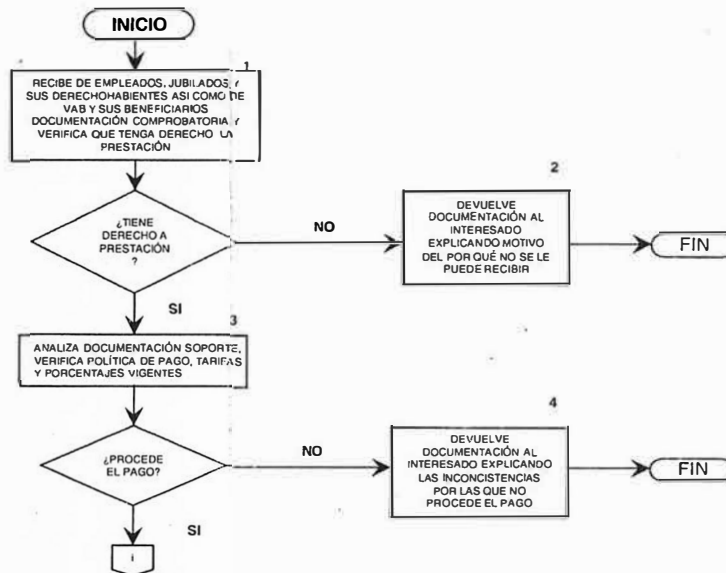 INICIO
1
RECIBE DE EMPLEADOS, JUBILADOS, Y
SUS DERECHOHABIENTES ASI COMO DE
VAB Y SUS BENEFICIARIOS
DOCUMENTACIÓN COMPROBATORIA Y
VERIFICA QUE TENGA DERECHO LA
PRESTACIÓN
¿TIENE
DERECHO A
PRESTACIÓN
?
NO
2
DEVUELVE
DOCUMENTACIÓN AL
INTERESADO
EXPLICANDO MOTIVO
DEL POR QUÉ NO SE LE
PUEDE RECIBIR
FIN
SI
3
ANALIZA DOCUMENTACIÓN SOPORTE,
VERIFICA POLÍTICA DE PAGO, TARIFAS
Y PORCENTAJES VIGENTES
¿PROCEDE
EL PAGO?
NO
4
DEVUELVE
DOCUMENTACIÓN AL
INTERESADO EXPLICANDO
LAS INCONCISTENCIAS
POR LAS QUE NO
PROCEDE EL PAGO
FIN
SI